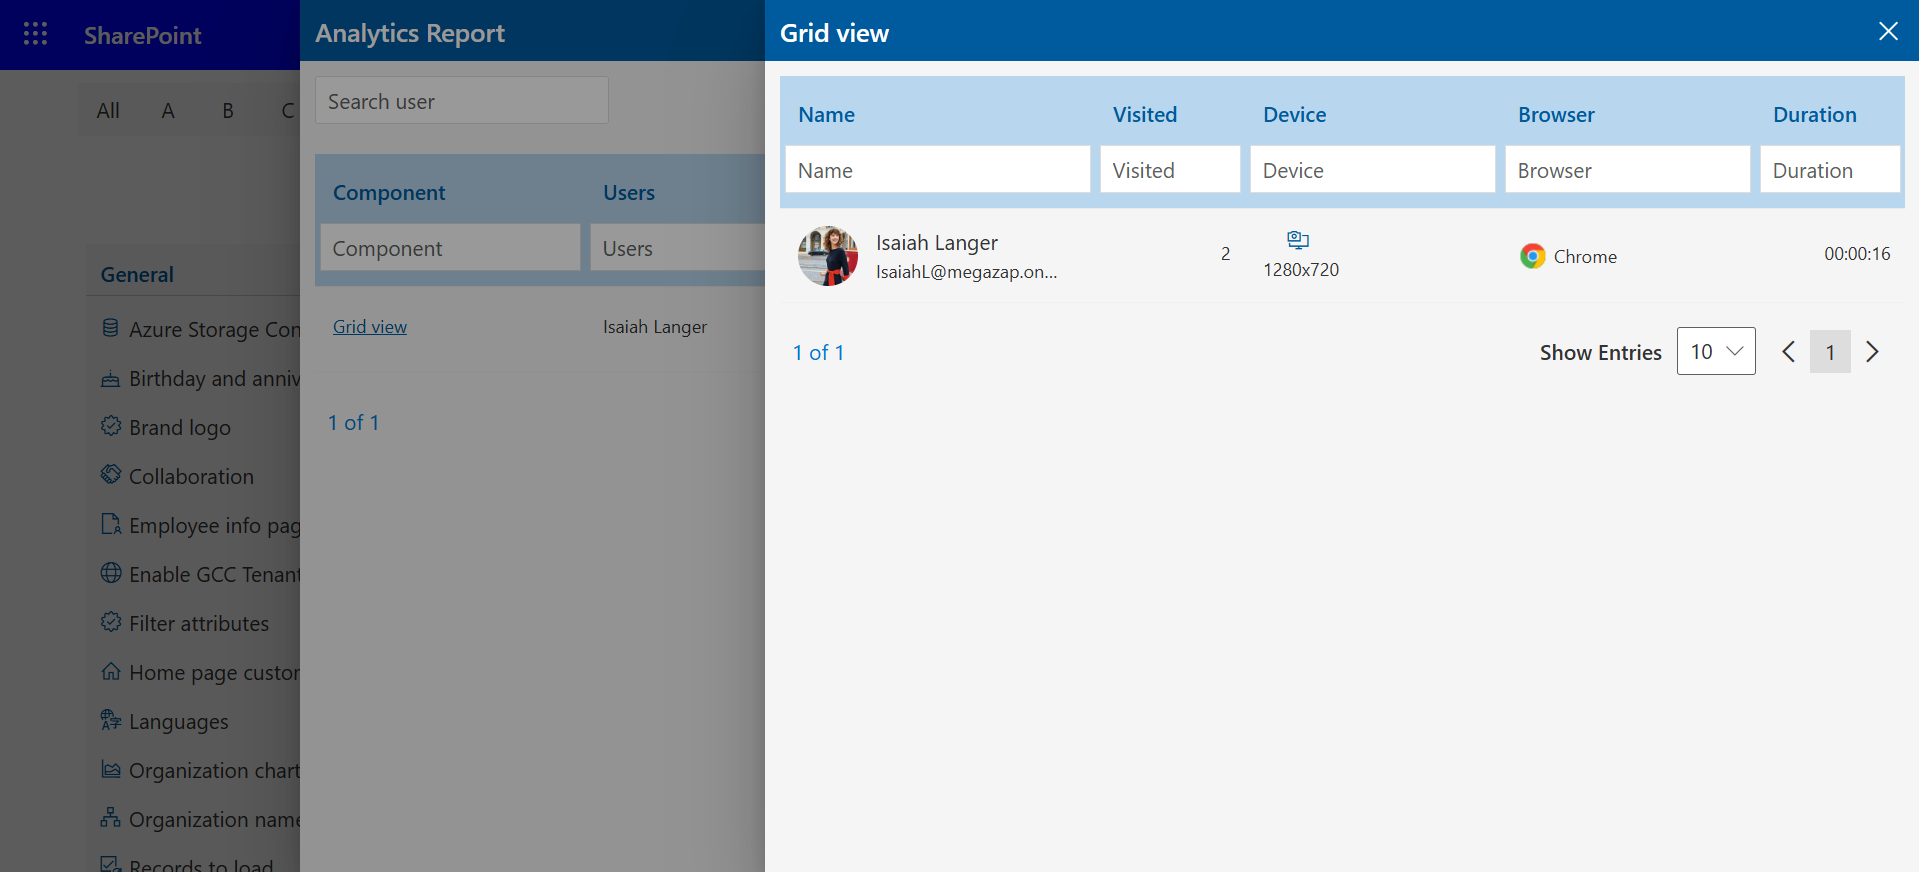 SharePoint
All A B C
General
Azure Storage Con
Birthday and anniv
Brand logo
Collaboration
Employee info pag
Enable GCC Tenant
Filter attributes
Home page custor
Languages
Organization chart
Organization name
Records to load
Analytics Report
Search user
Component Users
Component Users
Grid view Isaiah Langer
1 of 1
Grid view
Name Visited Device Browser Duration
Name Visited Device Browser Duration
Isaiah Langer
IsaiahL@megazap.on...
2
1280x720
Chrome
00:00:16
1 of 1
Show Entries 10 1